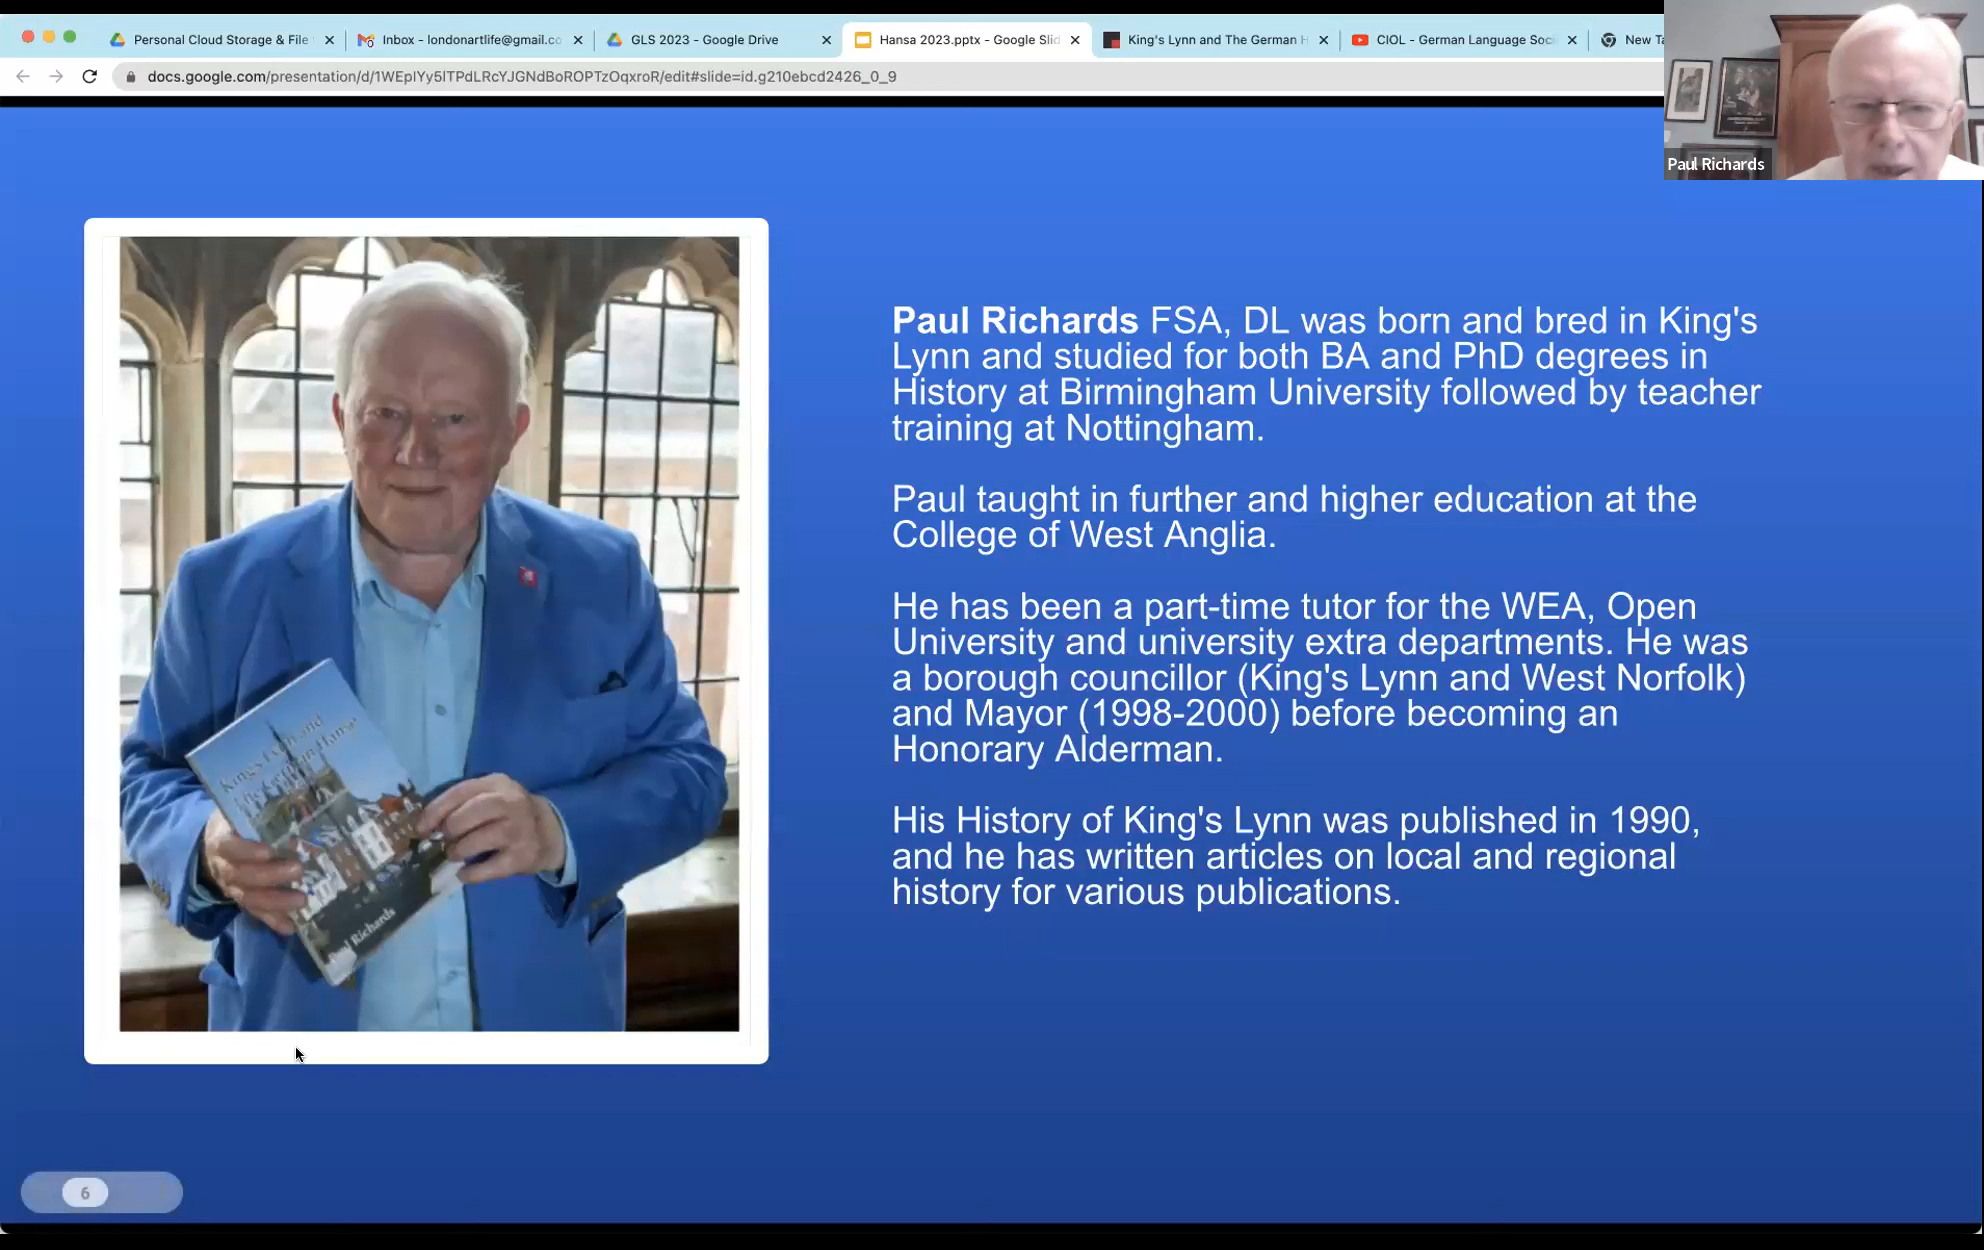 Personal Cloud Storage & File
Inbox - londonartlife@gmail.co
GLS 2023 - Google Drive
Hansa 2023.pptx - Google Slid
King's Lynn and The German H
CIOL - German Language Soci
New Ta
docs.google.com/presentation/d/1WEplYy5lTPdLRcYJGNdBoROPTzOqxroR/edit#slide=id.g210ebcd2426_0_9
Paul Richards
Paul Richards FSA, DL was born and bred in King's
Lynn and studied for both BA and PhD degrees in
History at Birmingham University followed by teacher
training at Nottingham.
Paul taught in further and higher education at the
College of West Anglia.
He has been a part-time tutor for the WEA, Open
University and university extra departments. He was
a borough councillor (King's Lynn and West Norfolk)
and Mayor (1998-2000) before becoming an
Honorary Alderman.
His History of King's Lynn was published in 1990,
and he has written articles on local and regional
history for various publications.
King's Lynn and
the German Hanse
Paul Richards
6